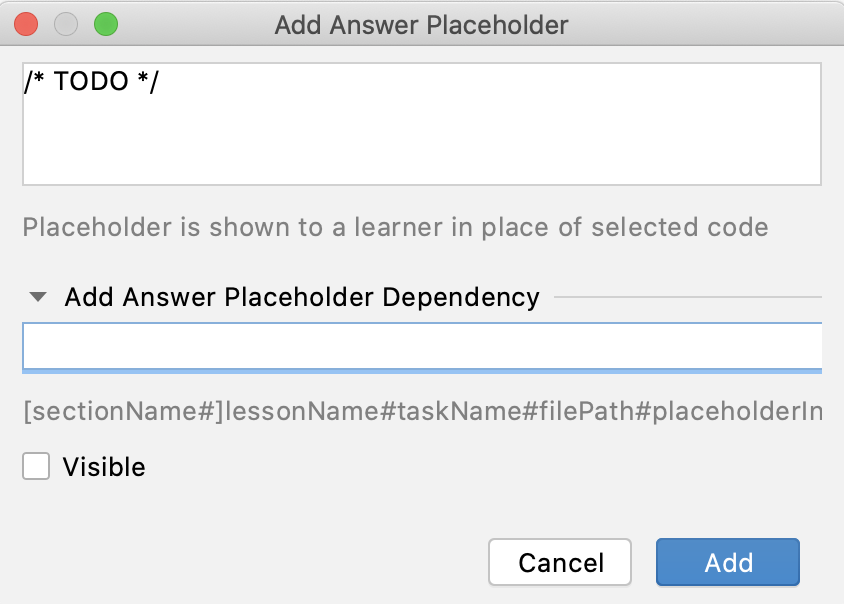 Add Answer Placeholder
/* TODO */
Placeholder is shown to a learner in place of selected code
Add Answer Placeholder Dependency
[sectionName#]lessonName#taskName#filePath#placeholderIn
Visible
Cancel
Add